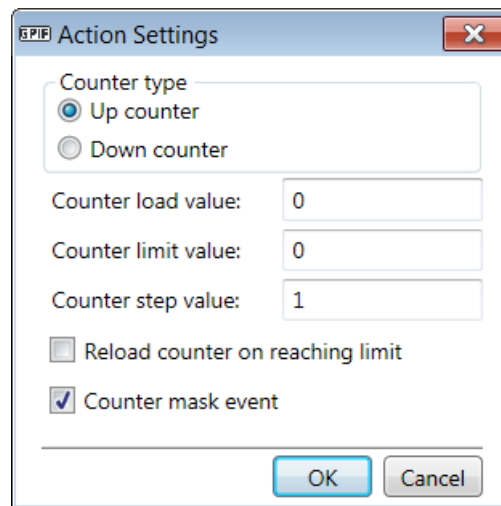 GPIF Action Settings
Counter type
Up counter
Down counter
Counter load value: 0
Counter limit value: 0
Counter step value: 1
Reload counter on reaching limit
Counter mask event
OK Cancel